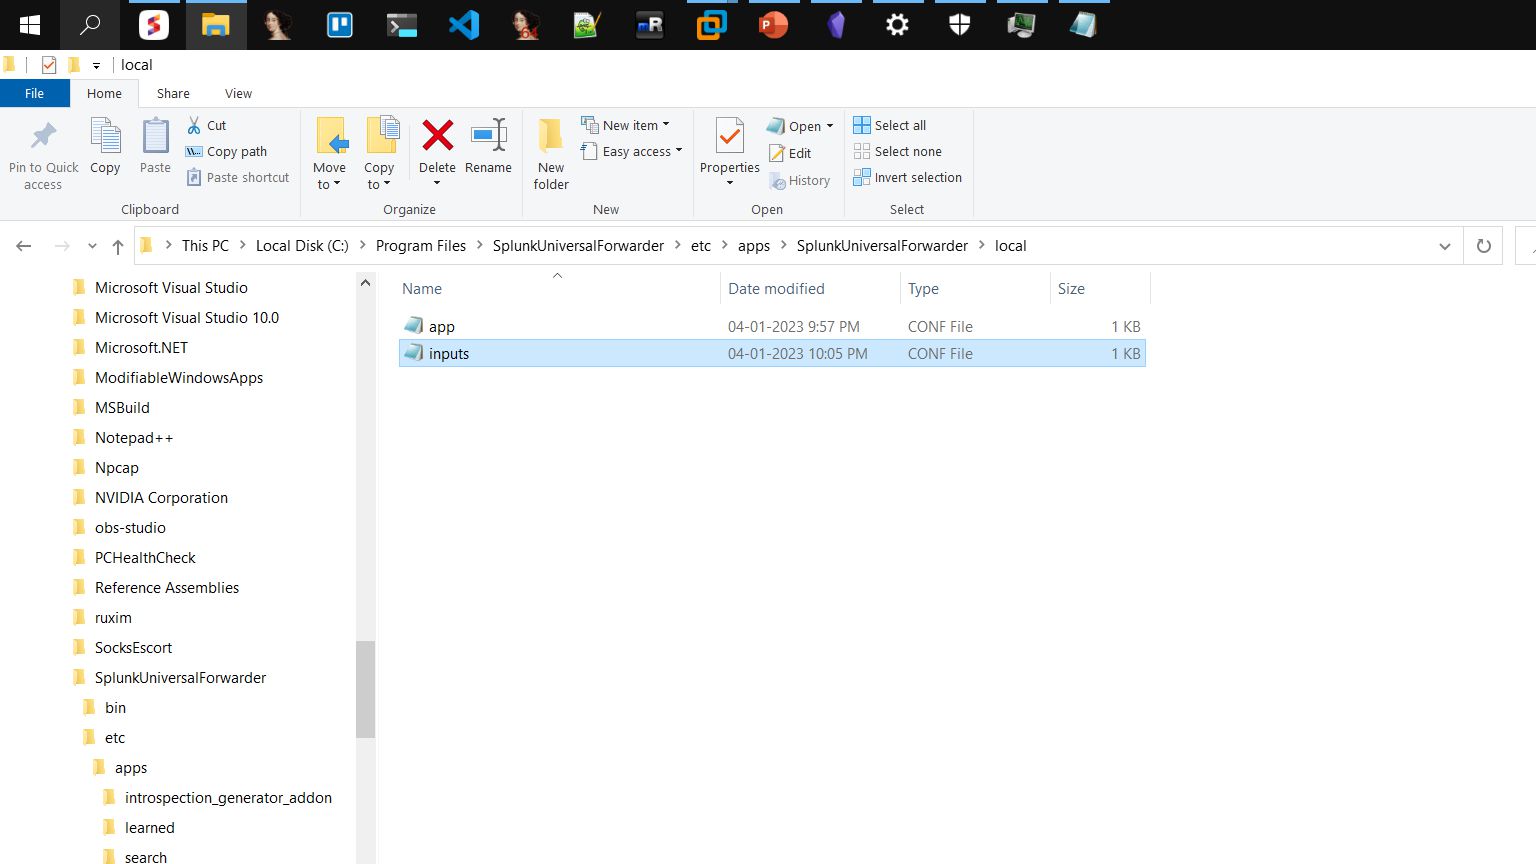 local
File Home Share View
Pin to Quick access
Copy
Paste
Cut
Copy path
Paste shortcut
Clipboard
Move to
Copy to
Delete
Rename
Organize
New folder
New item
Easy access
New
Properties
Open
Edit
History
Open
Select all
Select none
Invert selection
Select
This PC Local Disk (C:) Program Files SplunkUniversalForwarder etc apps SplunkUniversalForwarder local
Microsoft Visual Studio
Microsoft Visual Studio 10.0
Microsoft.NET
ModifiableWindowsApps
MSBuild
Notepad++
Npcap
NVIDIA Corporation
obs-studio
PCHealthCheck
Reference Assemblies
ruxim
SocksEscort
SplunkUniversalForwarder
bin
etc
apps
introspection_generator_addon
learned
search
Name Date modified Type Size
app 04-01-2023 9:57 PM CONF File 1 KB
inputs 04-01-2023 10:05 PM CONF File 1 KB